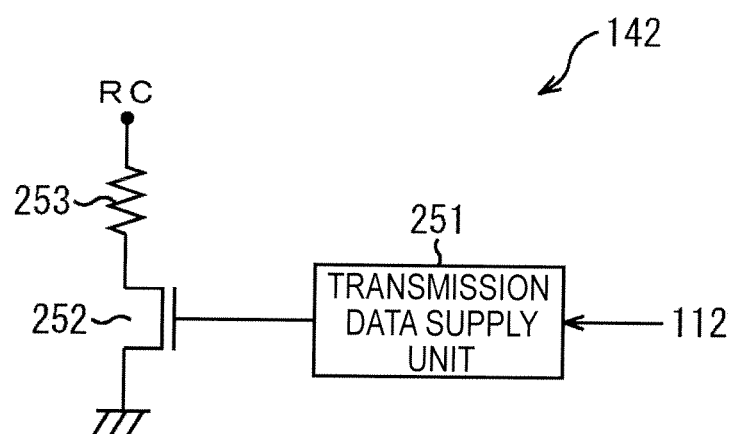 142
RC
253
251
TRANSMISSION
DATA SUPPLY
UNIT
252
112